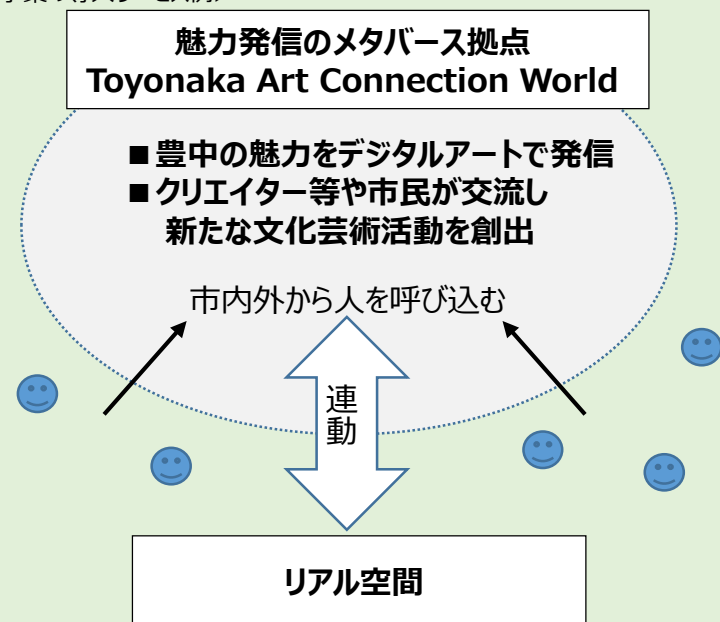 魅力発信のメタバース拠点
Toyonaka Art Connection World
■豊中の魅力をデジタルアートで発信
■クリエイター等や市民が交流し
新たな文化芸術活動を創出
市内外から人を呼び込む
連動
リアル空間